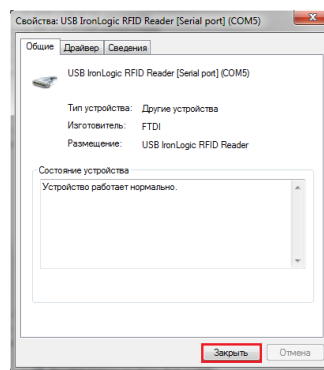 Свойства: USB IronLogic RFID Reader [Serial port] (COM5)
Общие Драйвер Сведения
USB IronLogic RFID Reader [Serial port] (COM5)
Тип устройства: Другие устройства
Изготовитель: FTDI
Размещение: USB IronLogic RFID Reader
Состояние устройства
Устройство работает нормально.
Закрыть Отмена